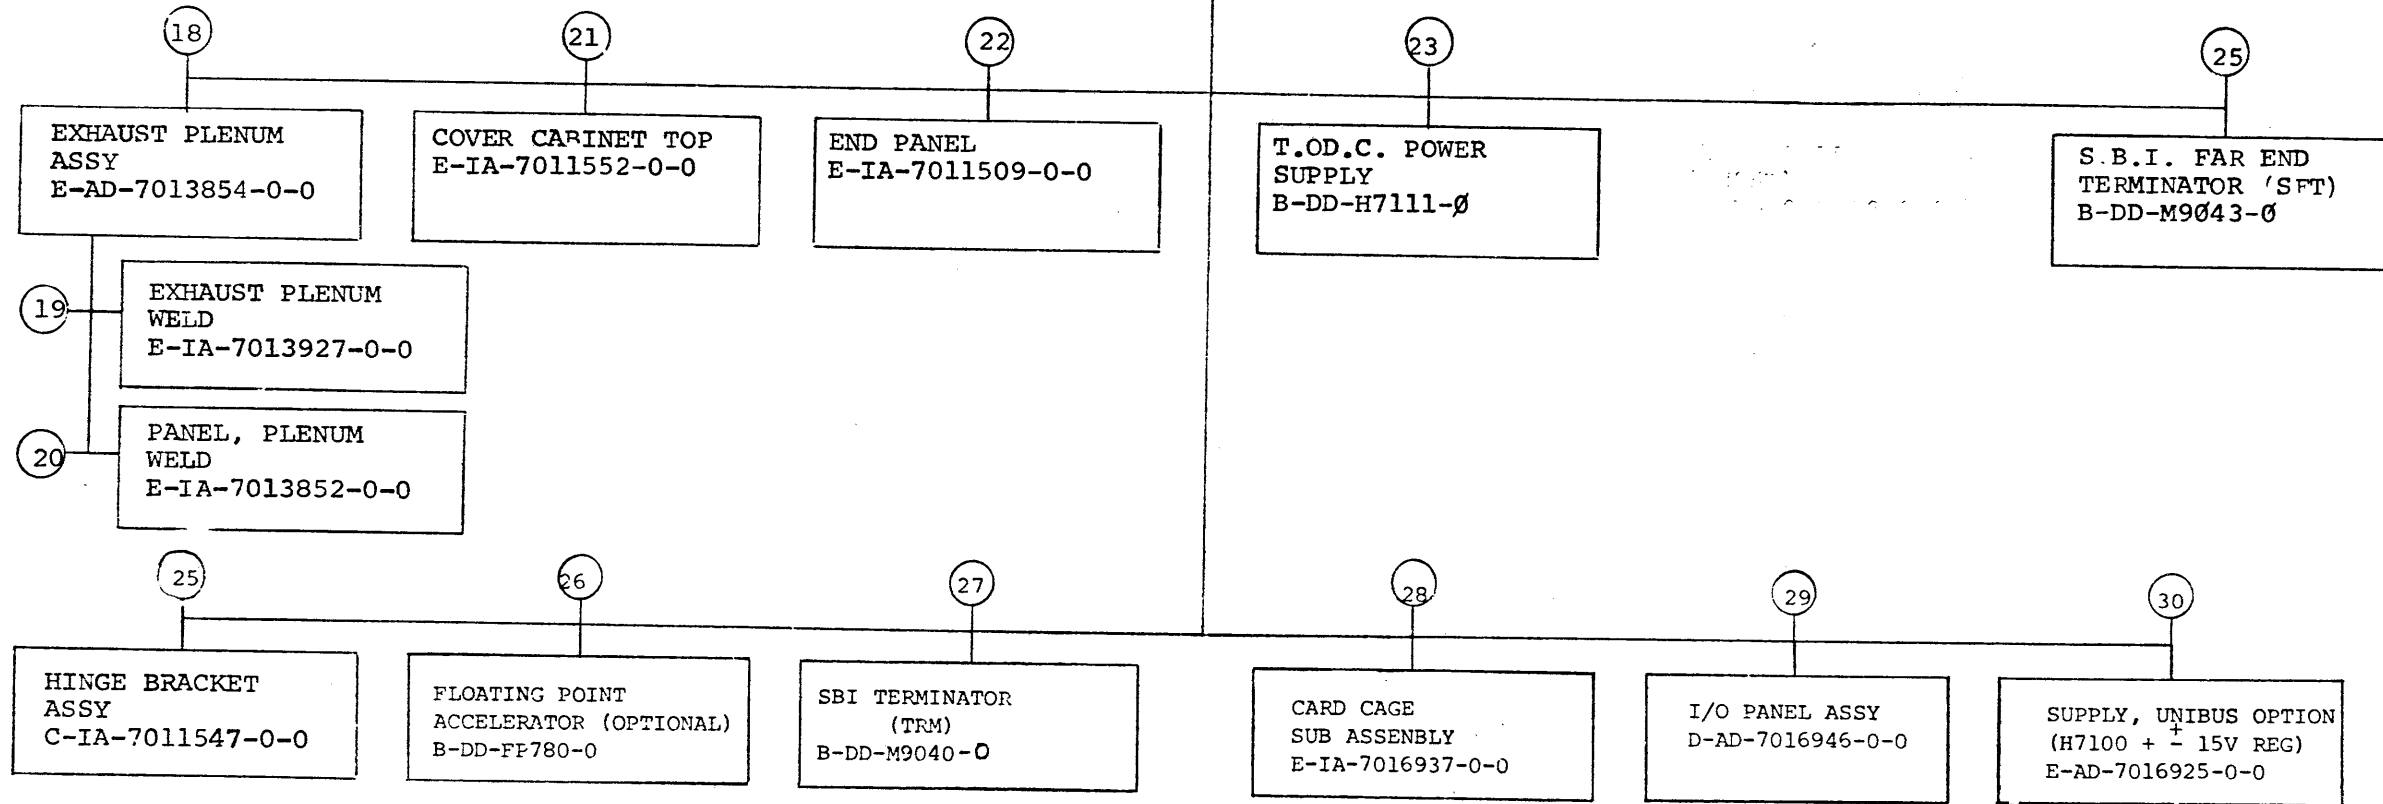 18
21
22
23
25
EXHAUST PLENUM
ASSY
E-AD-7013854-0-0
COVER CABINET TOP
E-IA-7011552-0-0
END PANEL
E-IA-7011509-0-0
T.OD.C. POWER
SUPPLY
B-DD-H7111-Ø
S.B.I. FAR END
TERMINATOR (SFT)
B-DD-M9Ø43-Ø
19
EXHAUST PLENUM
WELD
E-IA-7013927-0-0
20
PANEL, PLENUM
WELD
E-IA-7013852-0-0
25
26
27
28
29
30
HINGE BRACKET
ASSY
C-IA-7011547-0-0
FLOATING POINT
ACCELERATOR (OPTIONAL)
B-DD-FP780-0
SBI TERMINATOR
(TRM)
B-DD-M9040-0
CARD CAGE
SUB ASSENBLY
E-IA-7016937-0-0
I/O PANEL ASSY
D-AD-7016946-0-0
SUPPLY, UNIBUS OPTION
(H7100 + ± 15V REG)
E-AD-7016925-0-0